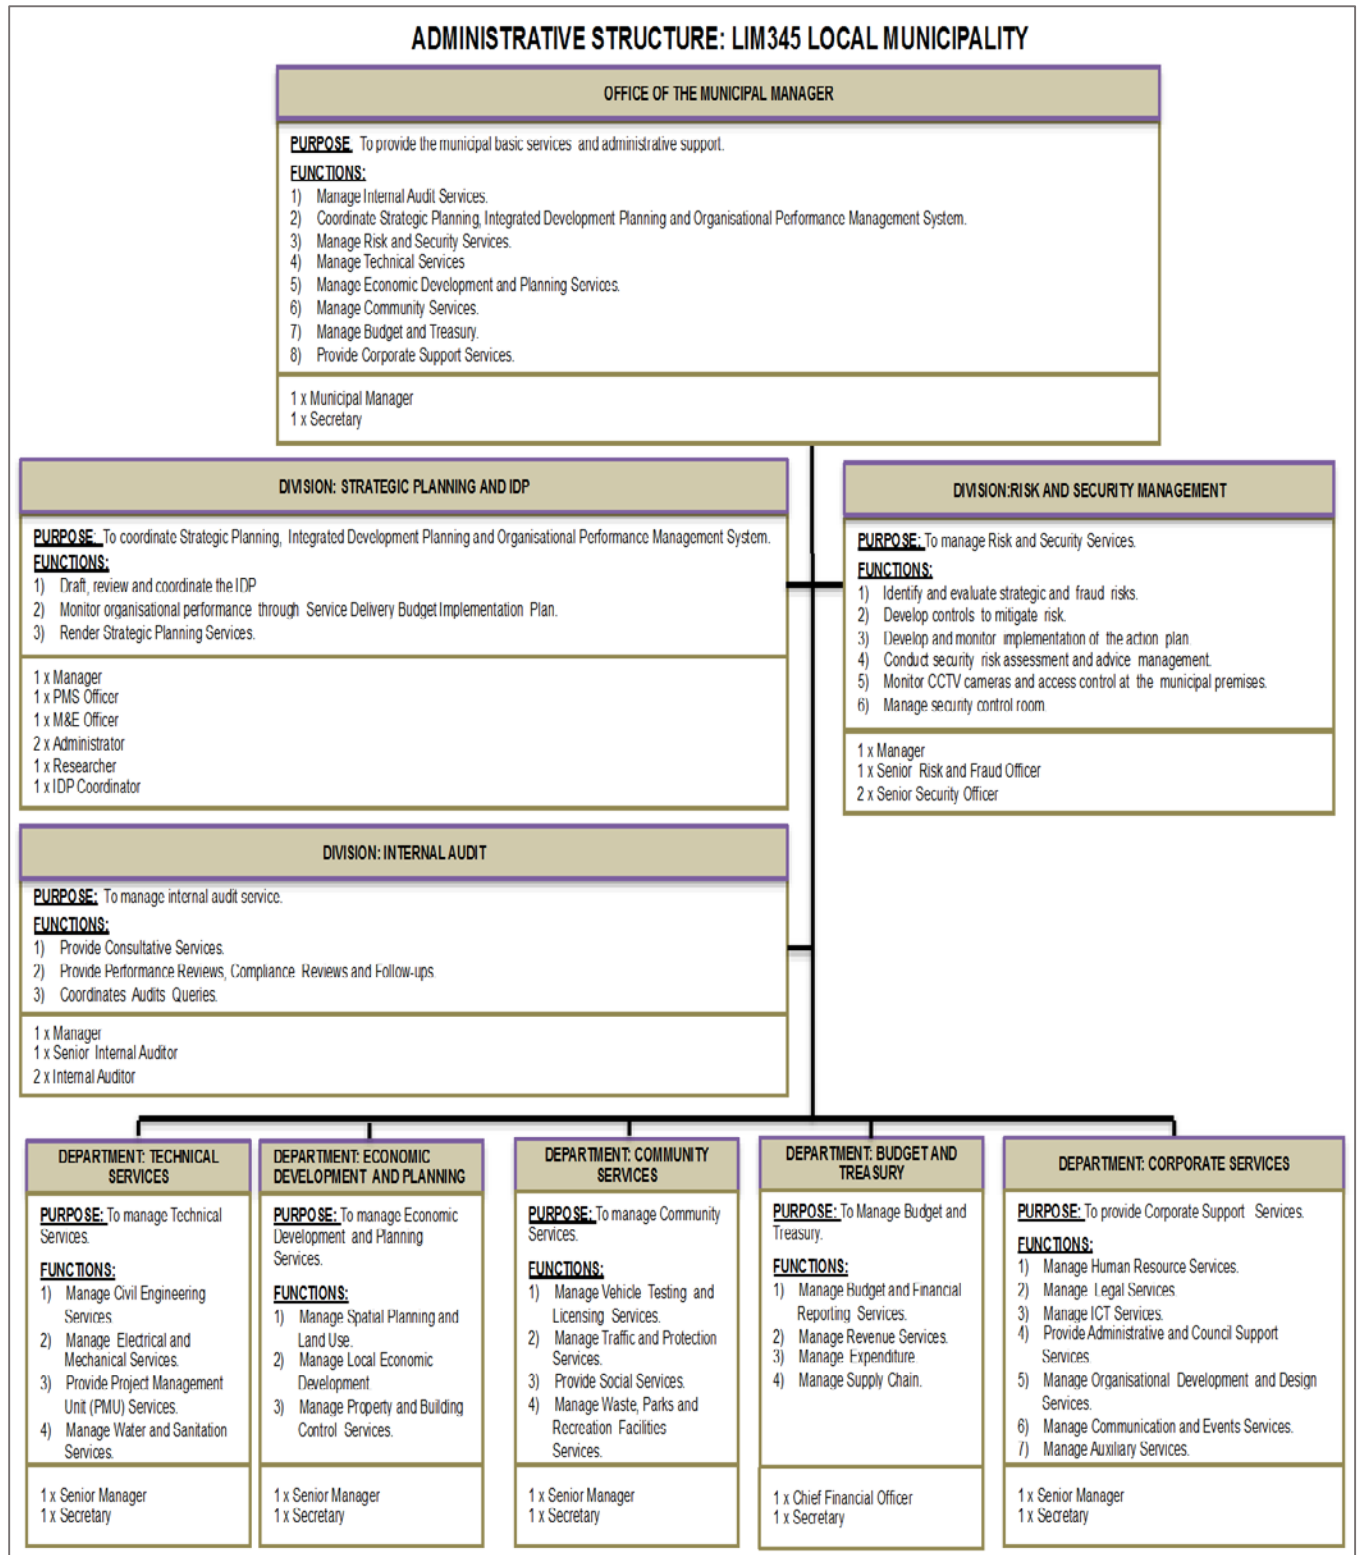 ADMINISTRATIVE STRUCTURE: LIM345 LOCAL MUNICIPALITY
OFFICE OF THE MUNICIPAL MANAGER
PURPOSE. To provide the municipal basic services and administrative support.
FUNCTIONS:
1) Manage Internal Audit Services.
2) Coordinate Strategic Planning, Integrated Development Planning and Organisational Performance Management System.
3) Manage Risk and Security Services.
4) Manage Technical Services
5) Manage Economic Development and Planning Services.
6) Manage Community Services.
7) Manage Budget and Treasury.
8) Provide Corporate Support Services.
1 x Municipal Manager
1 x Secretary
DIVISION: STRATEGIC PLANNING AND IDP
PURPOSE: To coordinate Strategic Planning, Integrated Development Planning and Organisational Performance Management System.
FUNCTIONS:
1) Draft, review and coordinate the IDP
2) Monitor organisational performance through Service Delivery Budget Implementation Plan.
3) Render Strategic Planning Services.
1 x Manager
1 x PMS Officer
1 x M&E Officer
2 x Administrator
1 x Researcher
1 x IDP Coordinator
DIVISION:RISK AND SECURITY MANAGEMENT
PURPOSE: To manage Risk and Security Services.
FUNCTIONS:
1) Identify and evaluate strategic and fraud risks.
2) Develop controls to mitigate risk.
3) Develop and monitor implementation of the action plan.
4) Conduct security risk assessment and advice management.
5) Monitor CCTV cameras and access control at the municipal premises.
6) Manage security control room
1 x Manager
1 x Senior Risk and Fraud Officer
2 x Senior Security Officer
DIVISION: INTERNAL AUDIT
PURPOSE: To manage internal audit service.
FUNCTIONS:
1) Provide Consultative Services.
2) Provide Performance Reviews, Compliance Reviews and Follow-ups
3) Coordinates Audits Queries.
1 x Manager
1 x Senior Internal Auditor
2 x Internal Auditor
DEPARTMENT: TECHNICAL
SERVICES
PURPOSE: To manage Technical
Services.
FUNCTIONS:
1) Manage Civil Engineering
Services.
2) Manage Electrical and
Mechanical Services.
3) Provide Project Management
Unit (PMU) Services.
4) Manage Water and Sanitation
Services.
1 x Senior Manager
1 x Secretary
DEPARTMENT: ECONOMIC
DEVELOPMENT AND PLANNING
PURPOSE: To manage Economic
Development and Planning
Services.
FUNCTIONS:
1) Manage Spatial Planning and
Land Use.
2) Manage Local Economic
Development.
3) Manage Property and Building
Control Services.
1 x Senior Manager
1 x Secretary
DEPARTMENT: COMMUNITY
SERVICES
PURPOSE: To manage Community
Services.
FUNCTIONS:
1) Manage Vehicle Testing and
Licensing Services.
2) Manage Traffic and Protection
Services.
3) Provide Social Services.
4) Manage Waste, Parks and
Recreation Facilities
Services.
1 x Senior Manager
1 x Secretary
DEPARTMENT: BUDGET AND
TREASURY
PURPOSE: To Manage Budget and
Treasury.
FUNCTIONS:
1) Manage Budget and Financial
Reporting Services.
2) Manage Revenue Services.
3) Manage Expenditure.
4) Manage Supply Chain.
1 x Chief Financial Officer
1 x Secretary
DEPARTMENT: CORPORATE SERVICES
PURPOSE: To provide Corporate Support Services.
FUNCTIONS:
1) Manage Human Resource Services.
2) Manage Legal Services.
3) Manage ICT Services.
4) Provide Administrative and Council Support
Services
5) Manage Organisational Development and Design
Services.
6) Manage Communication and Events Services.
7) Manage Auxiliary Services.
1 x Senior Manager
1 x Secretary